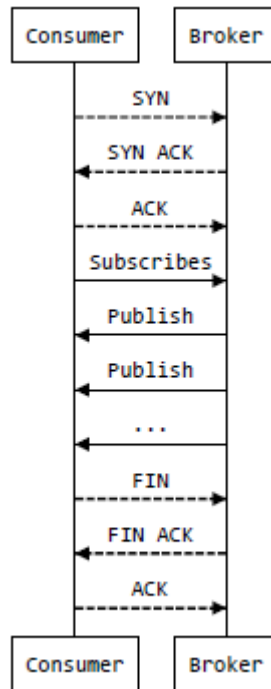 Consumer Broker
SYN
SYN ACK
ACK
Subscribes
Publish
Publish
...
FIN
FIN ACK
ACK
Consumer Broker